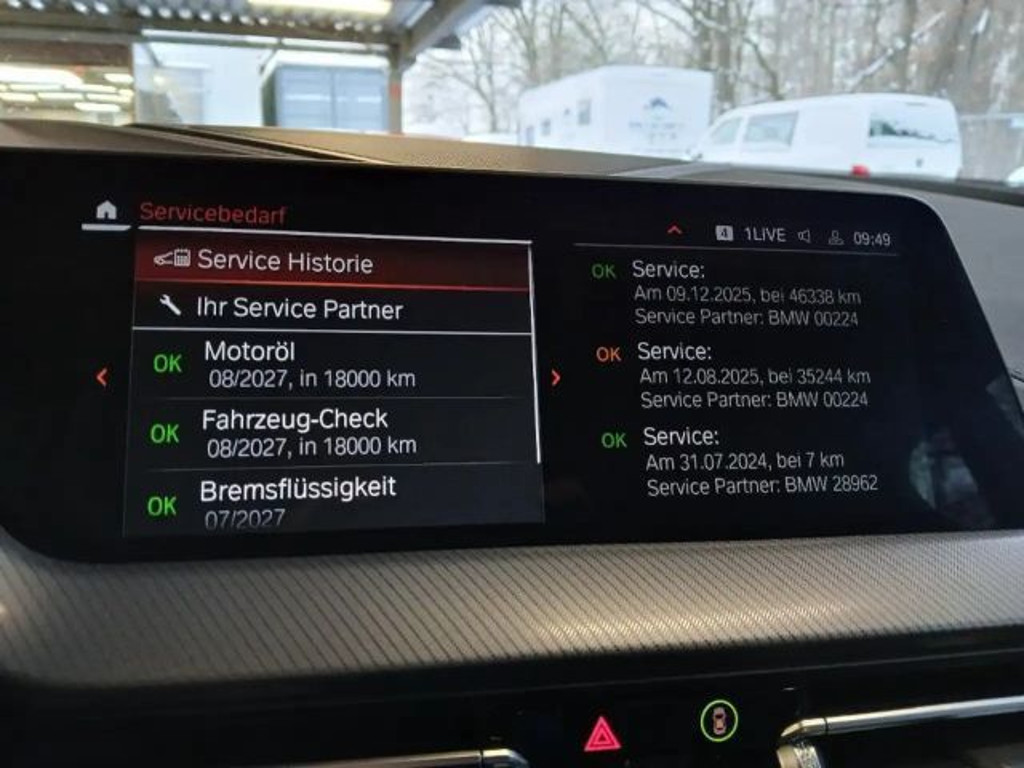 Servicebedarf
4 1LIVE 09:49
Service Historie
Ihr Service Partner
OK Motoröl
08/2027, in 18000 km
OK Fahrzeug-Check
08/2027, in 18000 km
OK Bremsflüssigkeit
07/2027
OK Service:
Am 09.12.2025, bei 46338 km
Service Partner: BMW 00224
OK Service:
Am 12.08.2025, bei 35244 km
Service Partner: BMW 00224
OK Service:
Am 31.07.2024, bei 7 km
Service Partner: BMW 28962